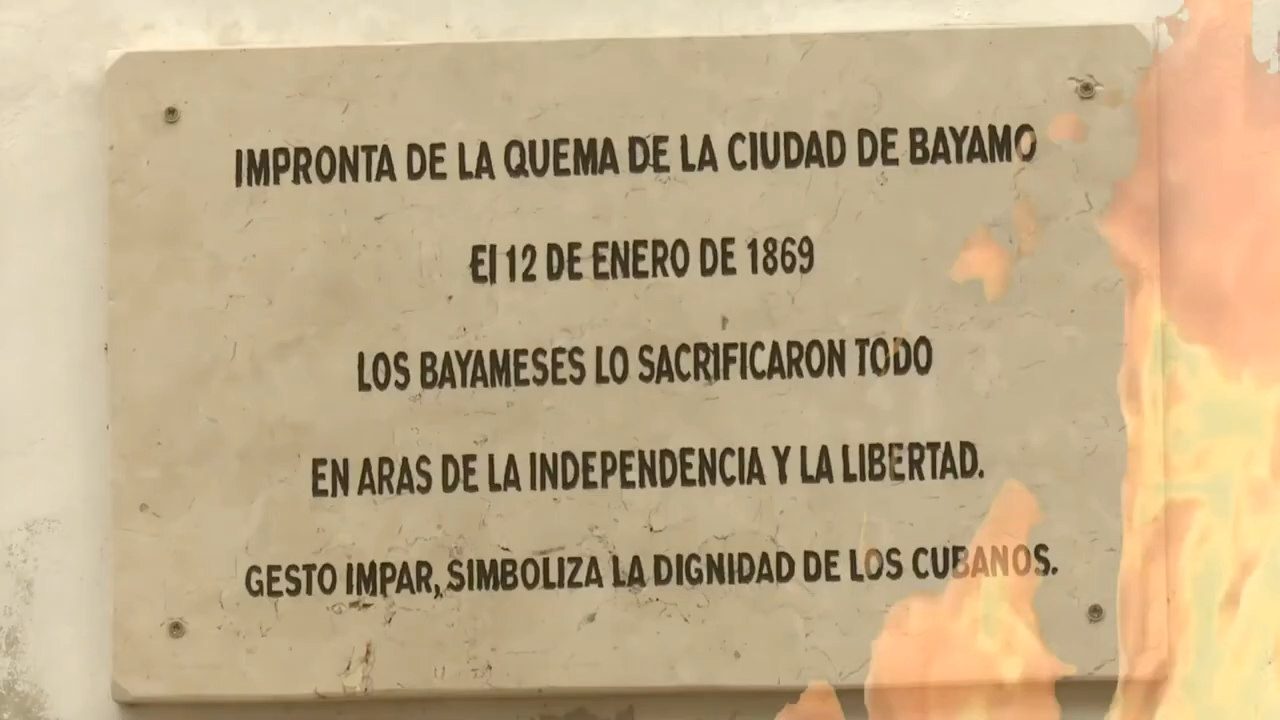 IMPRONTA DE LA QUEMA DE LA CIUDAD DE BAYAMO
El 12 DE ENERO DE 1869
LOS BAYAMESES LO SACRIFICARON TODO
EN ARAS DE LA INDEPENDENCIA Y LA LIBERTAD.
GESTO IMPAR, SIMBOLIZA LA DIGNIDAD DE LOS CUBANOS.